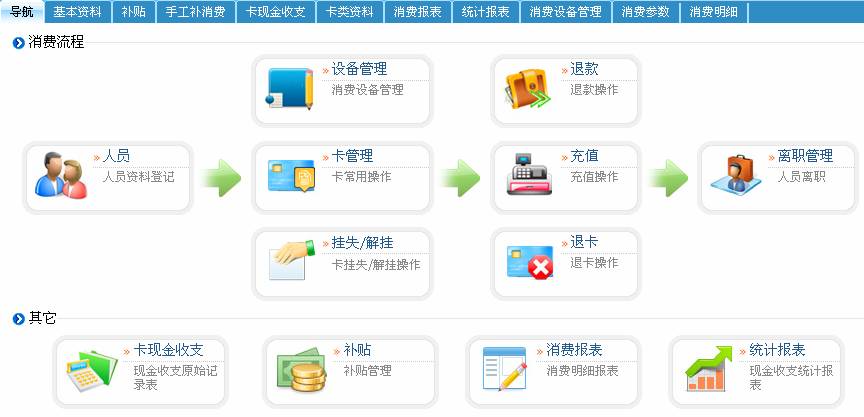 导航 基本资料 补贴 手工补消费 卡现金收支 卡类资料 消费报表 统计报表 消费设备管理 消费参数 消费明细
消费流程
» 设备管理
消费设备管理
» 退款
退款操作
» 人员
人员资料登记
» 卡管理
卡常用操作
» 充值
充值操作
» 离职管理
人员离职
» 挂失/解挂
卡挂失/解挂操作
» 退卡
退卡操作
其它
» 卡现金收支
现金收支原始记
录表
» 补贴
补贴管理
» 消费报表
消费明细报表
» 统计报表
现金收支统计报
表